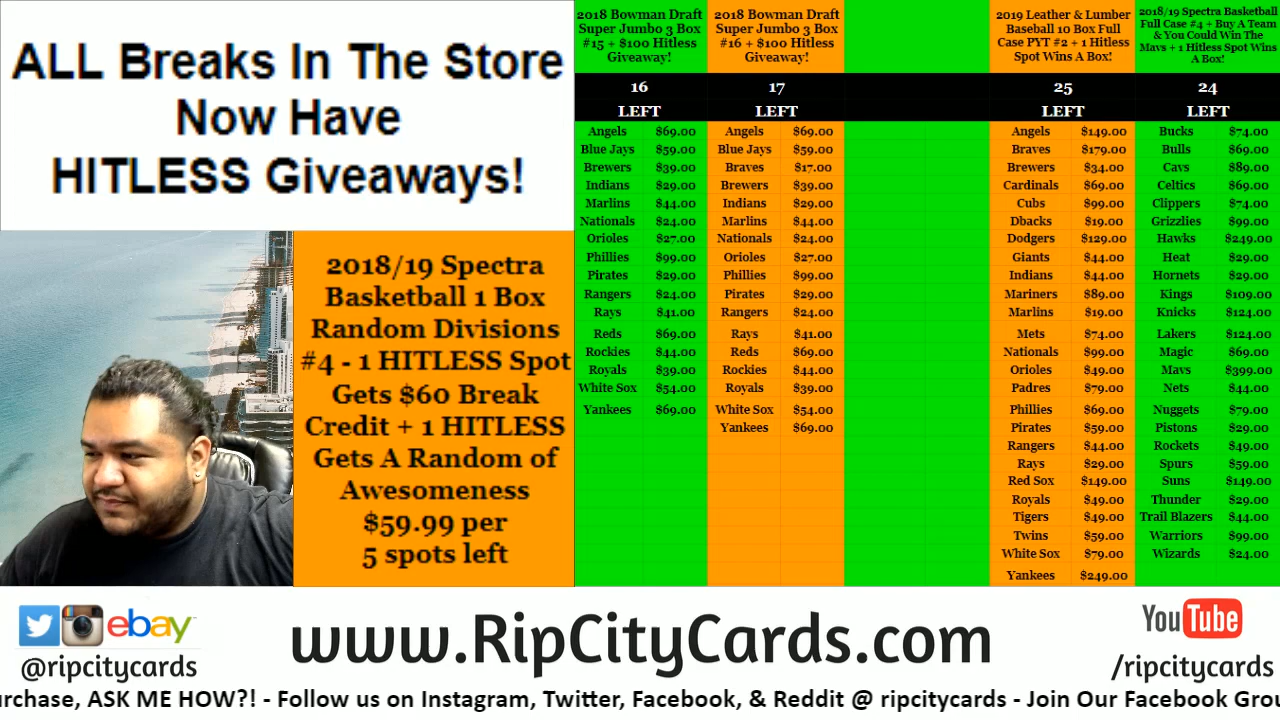 ALL Breaks In The Store
Now Have
HITLESS Giveaways!
2018/19 Spectra
Basketball 1 Box
Random Divisions
#4 - 1 HITLESS Spot
Gets $60 Break
Credit + 1 HITLESS
Gets A Random of
Awesomeness
$59.99 per
5 spots left
2018 Bowman Draft
Super Jumbo 3 Box
#15 + $100 Hitless
Giveaway!
16
LEFT
Angels $69.00
Blue Jays $59.00
Brewers $39.00
Indians $29.00
Marlins $44.00
Nationals $24.00
Orioles $27.00
Phillies $99.00
Pirates $29.00
Rangers $24.00
Rays $41.00
Reds $69.00
Rockies $44.00
Royals $39.00
White Sox $54.00
Yankees $69.00
2018 Bowman Draft
Super Jumbo 3 Box
#16 + $100 Hitless
Giveaway!
17
LEFT
Angels $69.00
Blue Jays $59.00
Braves $17.00
Brewers $39.00
Indians $29.00
Marlins $44.00
Nationals $24.00
Orioles $27.00
Phillies $99.00
Pirates $29.00
Rangers $24.00
Rays $41.00
Reds $69.00
Rockies $44.00
Royals $39.00
White Sox $54.00
Yankees $69.00
2019 Leather & Lumber
Baseball 10 Box Full
Case PYT #2 + 1 Hitless
Spot Wins A Box!
25
LEFT
Angels $149.00
Braves $179.00
Brewers $34.00
Cardinals $69.00
Cubs $99.00
Dbacks $19.00
Dodgers $129.00
Giants $44.00
Indians $44.00
Mariners $89.00
Marlins $19.00
Mets $74.00
Nationals $99.00
Orioles $49.00
Padres $79.00
Phillies $69.00
Pirates $59.00
Rangers $44.00
Rays $29.00
Red Sox $149.00
Royals $49.00
Tigers $49.00
Twins $59.00
White Sox $79.00
Yankees $249.00
2018/19 Spectra Basketball
Full Case #4 + Buy A Team
& You Could Win The
Mavs + 1 Hitless Spot Wins
A Box!
24
LEFT
Bucks $74.00
Bulls $69.00
Cavs $89.00
Celtics $69.00
Clippers $74.00
Grizzlies $99.00
Hawks $249.00
Heat $29.00
Hornets $29.00
Kings $109.00
Knicks $124.00
Lakers $124.00
Magic $69.00
Mavs $399.00
Nets $44.00
Nuggets $79.00
Pistons $29.00
Rockets $49.00
Spurs $59.00
Suns $149.00
Thunder $29.00
Trail Blazers $44.00
Warriors $99.00
Wizards $24.00
ebay
@ripcitycards
www.RipCityCards.com
YouTube
/ripcitycards
urchase, ASK ME HOW?! - Follow us on Instagram, Twitter, Facebook, & Reddit @ ripcitycards - Join Our Facebook Grou